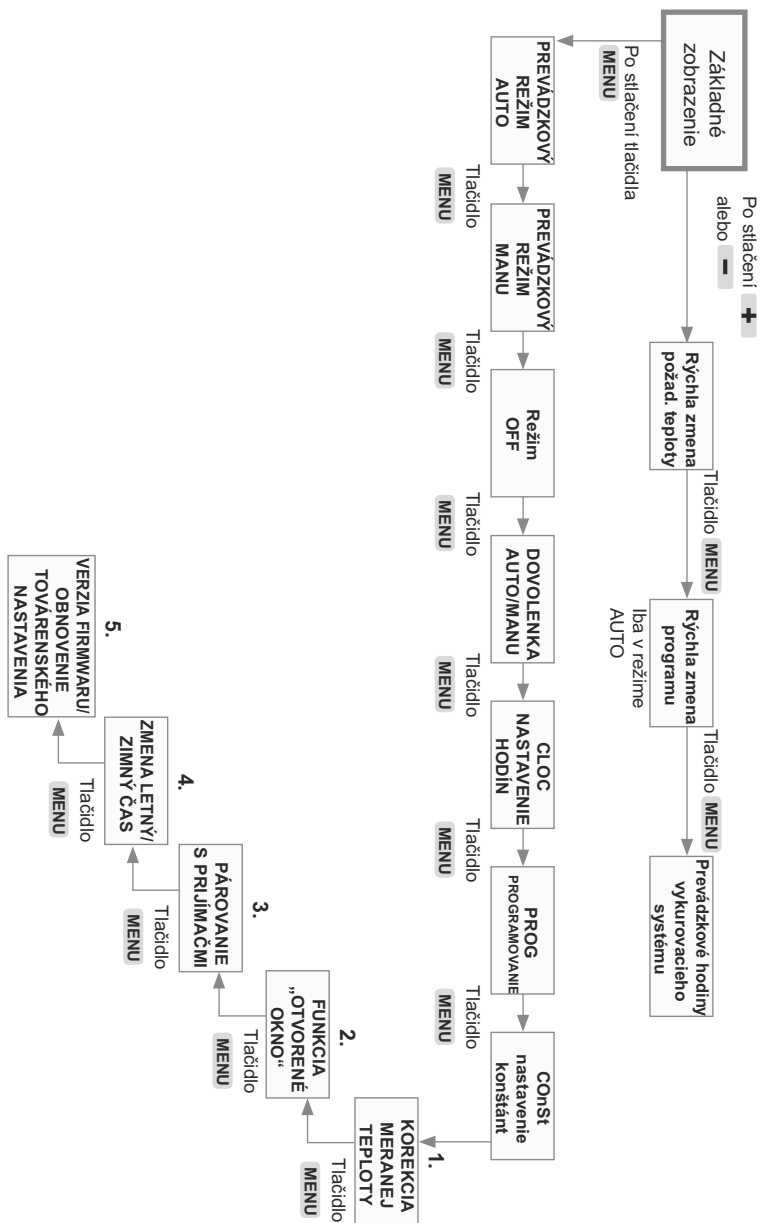 Základné
zobrazenie
Po stlačení +
alebo –
Rýchla zmena
požad. teploty
Tlačidlo MENU
Rýchla zmena
programu
Iba v režime
AUTO
Tlačidlo MENU
Prevádzkové hodiny
vykurovacieho
systému
Po stlačení tlačidla
MENU
PREVÁDZKOVÝ
REŽIM
AUTO
Tlačidlo
MENU
PREVÁDZKOVÝ
REŽIM
MANU
Tlačidlo
MENU
Režim
OFF
Tlačidlo
MENU
DOVOLENKA
AUTO/MANU
Tlačidlo
MENU
CLOC
NASTAVENIE
HODÍN
Tlačidlo
MENU
PROG
PROGRAMOVANIE
Tlačidlo
MENU
COnSt
nastavenie
konštánt
1.
KOREKCIA
MERANEJ
TEPLOTY
Tlačidlo
MENU
2.
FUNKCIA
„OTVORENÉ
OKNO“
Tlačidlo
MENU
3.
PÁROVANIE
S PRIJÍMAČMI
Tlačidlo
MENU
4.
ZMENA LETNÝ/
ZIMNÝ ČAS
Tlačidlo
MENU
5.
VERZIA FIRMWARU/
OBNOVENIE
TOVÁRENSKÉHO
NASTAVENIA